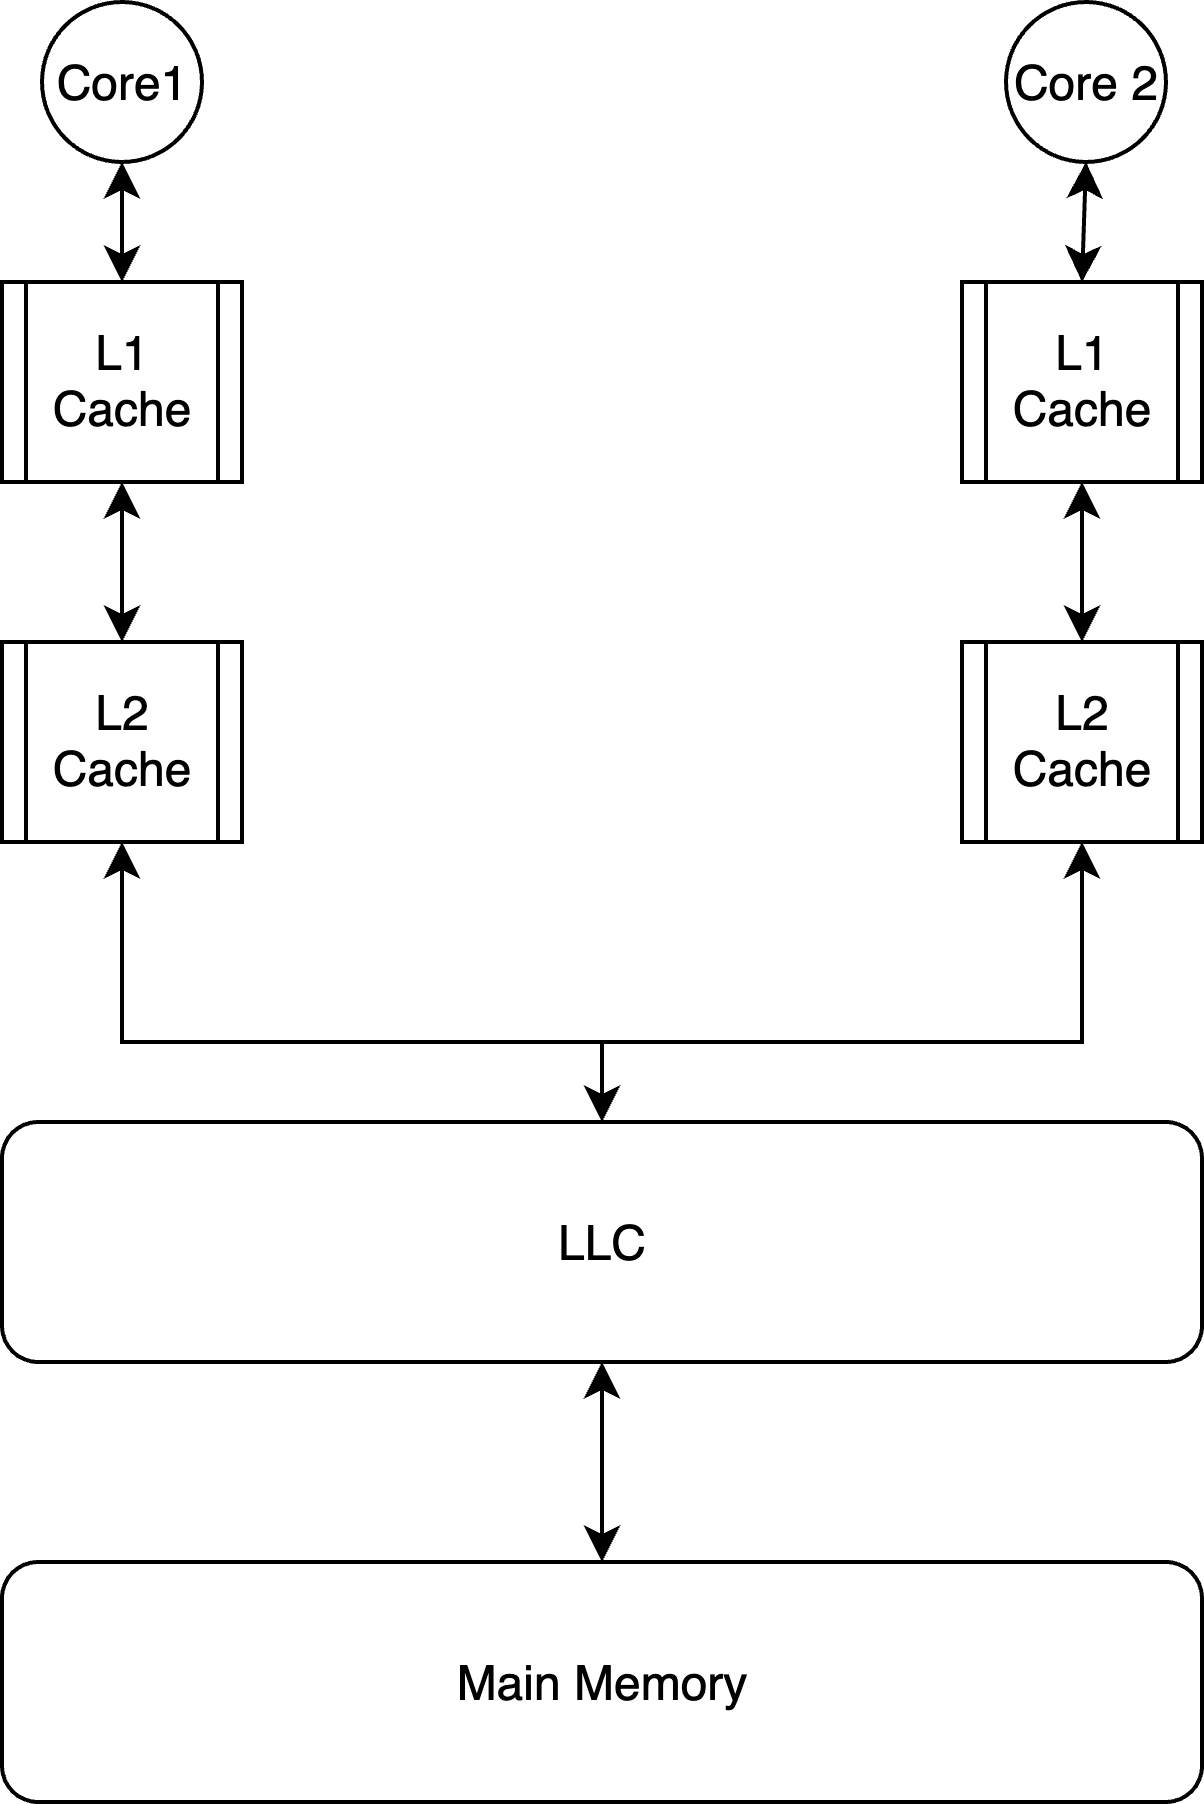 Core1
Core 2
L1
Cache
L1
Cache
L2
Cache
L2
Cache
LLC
Main Memory